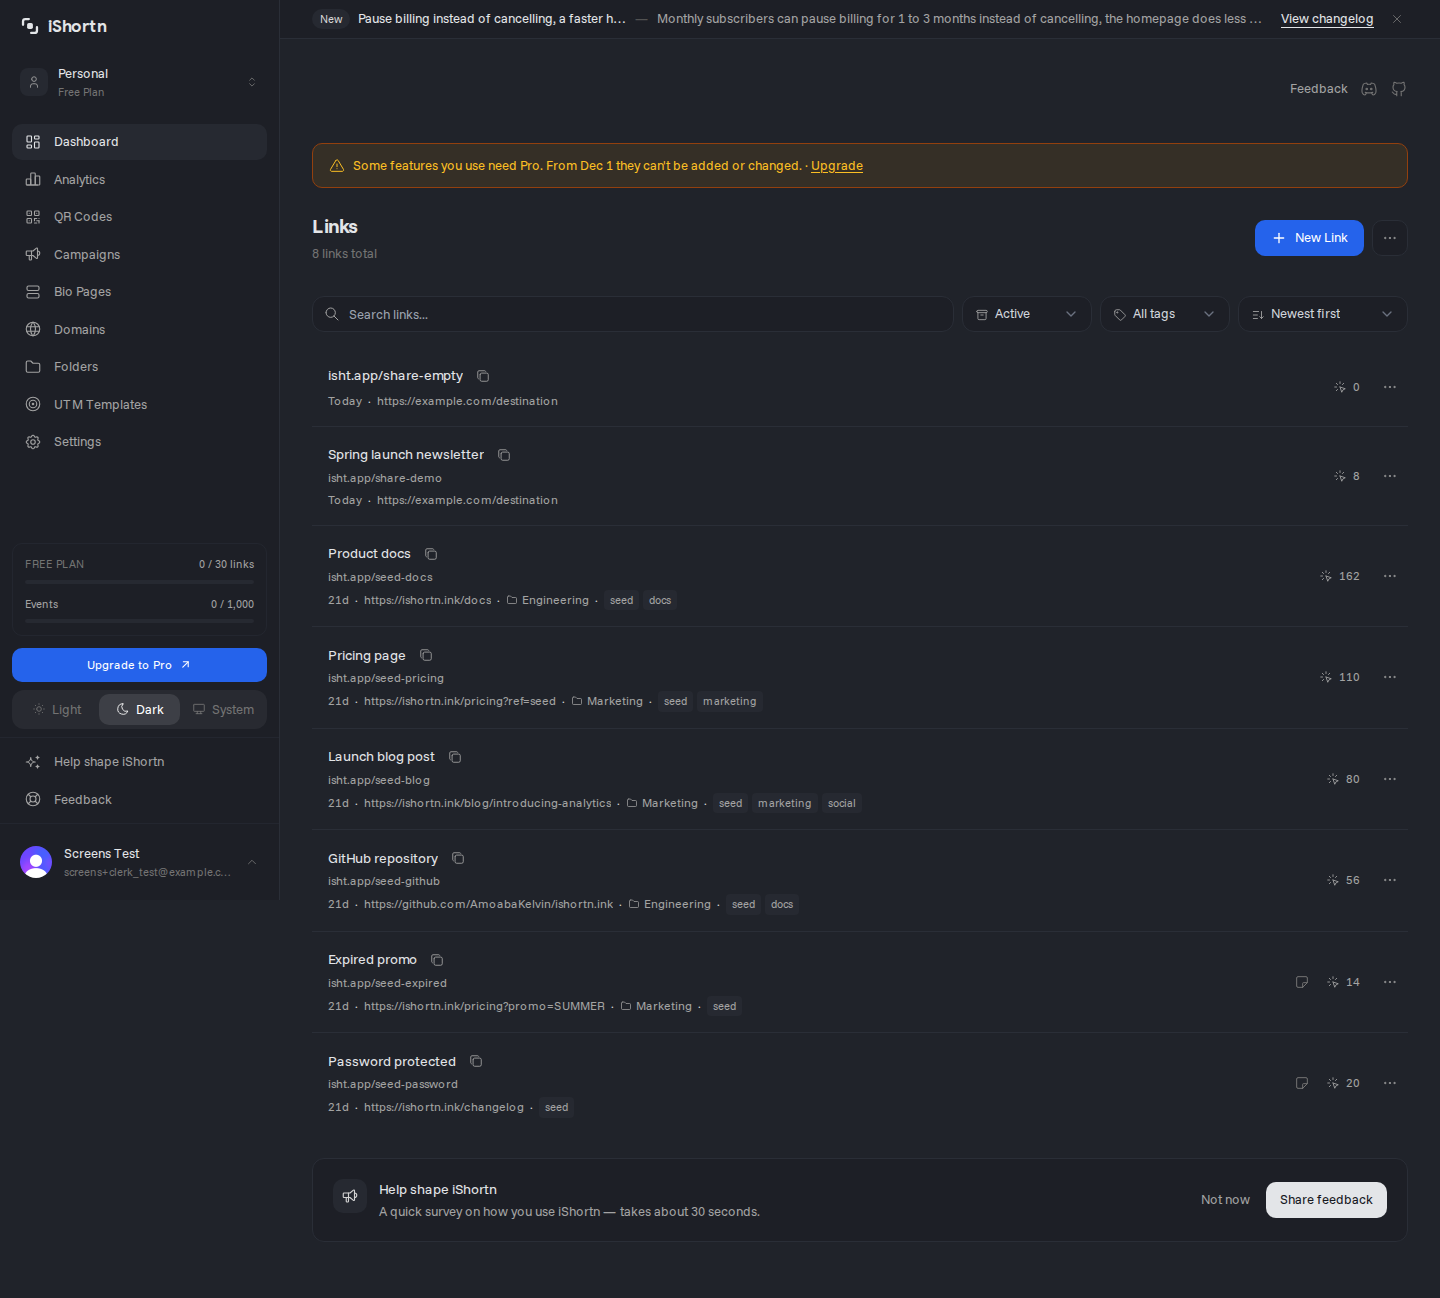 iShortn
Personal
Free Plan
Dashboard
Analytics
QR Codes
Campaigns
Bio Pages
Domains
Folders
UTM Templates
Settings
FREE PLAN 0 / 30 links
Events 0 / 1,000
Upgrade to Pro
Light Dark System
Help shape iShortn
Feedback
Screens Test
screens+clerk_test@example.c...
New Pause billing instead of cancelling, a faster h... — Monthly subscribers can pause billing for 1 to 3 months instead of cancelling, the homepage does less ... View changelog
Feedback
Some features you use need Pro. From Dec 1 they can't be added or changed. · Upgrade
Links
8 links total
New Link
Search links...
Active
All tags
Newest first
isht.app/share-empty
Today · https://example.com/destination
0
Spring launch newsletter
isht.app/share-demo
Today · https://example.com/destination
8
Product docs
isht.app/seed-docs
21d · https://ishortn.ink/docs · Engineering · seed docs
162
Pricing page
isht.app/seed-pricing
21d · https://ishortn.ink/pricing?ref=seed · Marketing · seed marketing
110
Launch blog post
isht.app/seed-blog
21d · https://ishortn.ink/blog/introducing-analytics · Marketing · seed marketing social
80
GitHub repository
isht.app/seed-github
21d · https://github.com/AmoabaKelvin/ishortn.ink · Engineering · seed docs
56
Expired promo
isht.app/seed-expired
21d · https://ishortn.ink/pricing?promo=SUMMER · Marketing · seed
14
Password protected
isht.app/seed-password
21d · https://ishortn.ink/changelog · seed
20
Help shape iShortn
A quick survey on how you use iShortn — takes about 30 seconds.
Not now
Share feedback